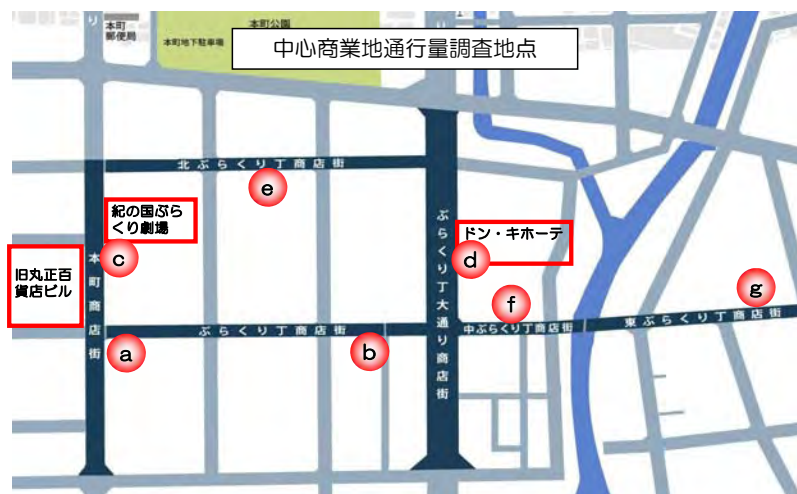 り
本町
郵便局
本町公園
本町地下駐車場
中心商業地通行量調査地点
北ぶらくり丁商店街
e
紀の国ぶら
くり劇場
c
旧丸正百
貨店ビル
本町商店街
ぶらくり丁大通り商店街
ドン・キホーテ
d
f
g
ぶらくり丁商店街
中ぶらくり丁商店街
東ぶらくり丁商店街
a
b